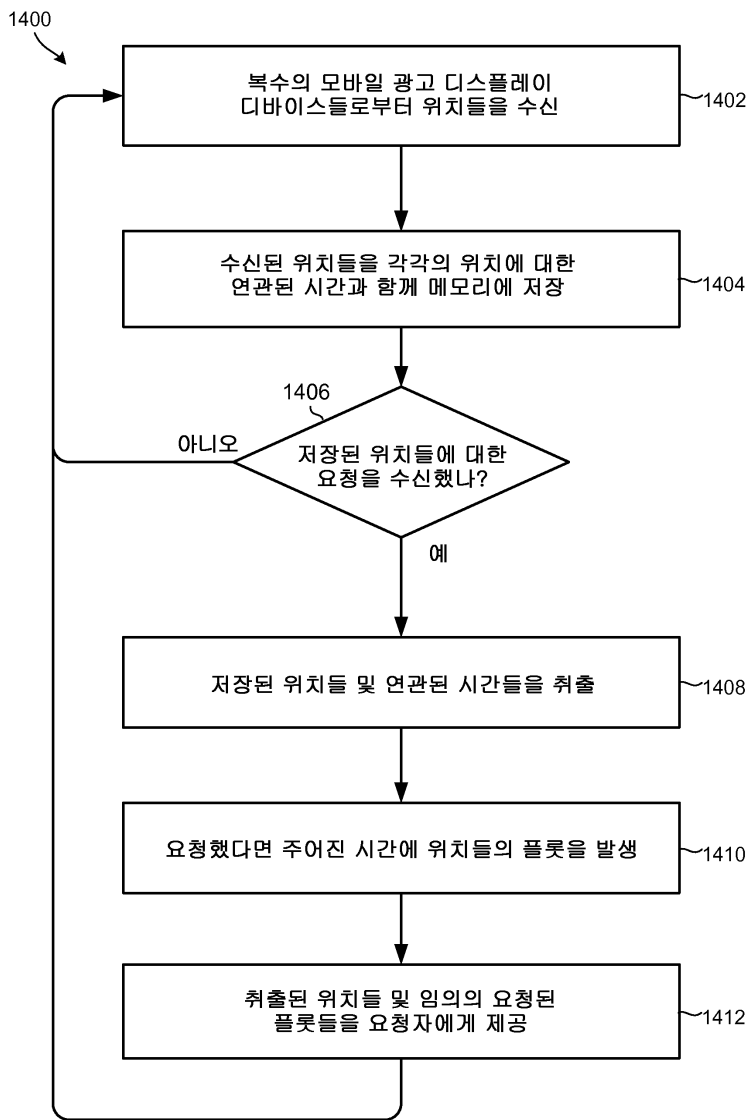 1400
복수의 모바일 광고 디스플레이
디바이스들로부터 위치들을 수신
1402
수신된 위치들을 각각의 위치에 대한
연관된 시간과 함께 메모리에 저장
1404
1406
아니오
저장된 위치들에 대한
요청을 수신했나?
예
저장된 위치들 및 연관된 시간들을 취출
1408
요청했다면 주어진 시간에 위치들의 플롯을 발생
1410
취출된 위치들 및 임의의 요청된
플롯들을 요청자에게 제공
1412